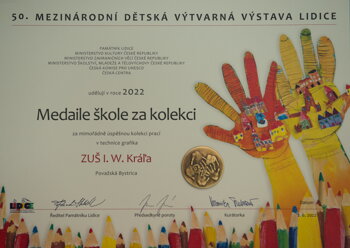 50. MEZINÁRODNÍ DĚTSKÁ VÝTVARNÁ VÝSTAVA LIDICE
PAMÁTNÍK LIDICE
MINISTERSTVO KULTURY ČESKÉ REPUBLIKY
MINISTERSTVO ZAHRANIČNÍCH VĚCÍ ČESKÉ REPUBLIKY
MINISTERSTVO ŠKOLSTVÍ, MLÁDEŽE A TĚLOVÝCHOVY ČESKÉ REPUBLIKY
ČESKÁ KOMISE PRO UNESCO
ČESKÁ CENTRA
udělují v roce 2022
Medaile škole za kolekci
za mimořádně úspěšnou kolekci prací
v technice grafika
ZUŠ I. W. Kráľa
Považská Bystrica
Ředitel Památníku Lidice
Předsedkyně poroty
Kurátorka